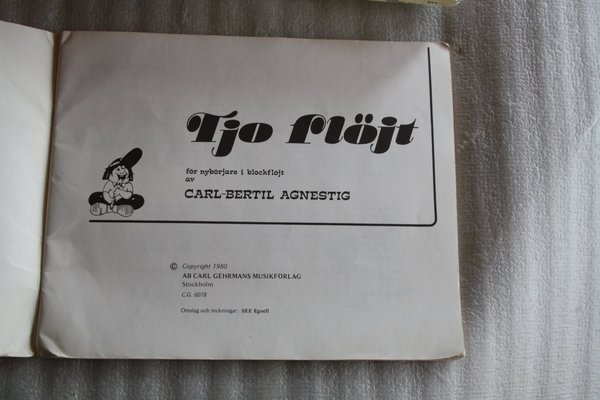 Tjo flöjt
för nybörjare i blockflöjt
av
CARL-BERTIL AGNESTIG
© Copyright 1980
AB CARL GEHRMANS MUSIKFÖRLAG
Stockholm
C.G. 6078
Omslag och teckningar: SEE Egnell